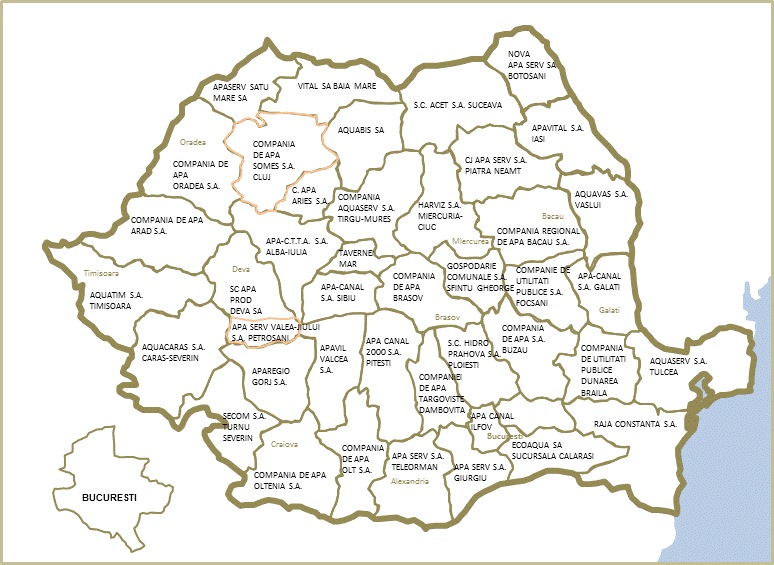 NOVA
APA SERV SA
BOTOSANI
APASERV SATU
MARE SA
VITAL SA BAIA MARE
S.C. ACET S.A. SUCEAVA
APAVITAL S.A.
IASI
AQUABIS SA
Oradea
COMPANIA
DE APA
SOMES S.A.
CLUJ
COMPANIA DE
APA
ORADEA S.A.
CJ APA SERV S.A.
PIATRA NEAMT
C. APA
ARIES S.A.
COMPANIA
AQUASERV S.A.
TIRGU-MURES
HARVIZ S.A.
MIERCURIA-
CIUC
AQUAVAS S.A.
VASLUI
Bacau
COMPANIA REGIONAL
DE APA BACAU S.A.
COMPANIA DE APA
ARAD S.A.
APA-C.T.T.A. S.A.
ALBA-IULIA
TAVERNEI
MAR
Miercurea
Deva
SC APA
PROD
DEVA SA
Timisoara
AQUATIM S.A.
TIMISOARA
APA-CANAL
S.A. SIBIU
COMPANIA
DE APA
BRASOV
GOSPODARIE
COMUNALE S.A.
SFINTU GHEORGE
COMPANIE DE
UTILITATI
PUBLICE S.A.
FOCSANI
APA-CANAL
S.A. GALATI
Galati
Brasov
APA SERV VALEA-JIULUI
S.A. PETROSANI
AQUACARAS S.A.
CARAS-SEVERIN
APAREGIO
GORJ S.A.
APAVIL
VALCEA
S.A.
APA CANAL
2000 S.A.
PITESTI
S.C. HIDRO
PRAHOVA S.A.
PLOIESTI
COMPANIA
DE APA S.A.
BUZAU
COMPANIA
DE UTILITATI
PUBLICE
DUNAREA
BRAILA
AQUASERV S.A.
TULCEA
COMPANIEI
DE APA
TARGOVISTE
DAMBOVITA
SECOM S.A.
TURNU
SEVERIN
APA CANAL
ILFOV
RAJA CONSTANTA S.A.
Bucuresti
ECOAQUA SA
SUCURSALA CALARASI
Craiova
COMPANIA DE APA
OLTENIA S.A.
COMPANIA
DE APA
OLT S.A.
APA SERV S.A.
TELEORMAN
Alexandria
APA SERV S.A.
GIURGIU
BUCURESTI